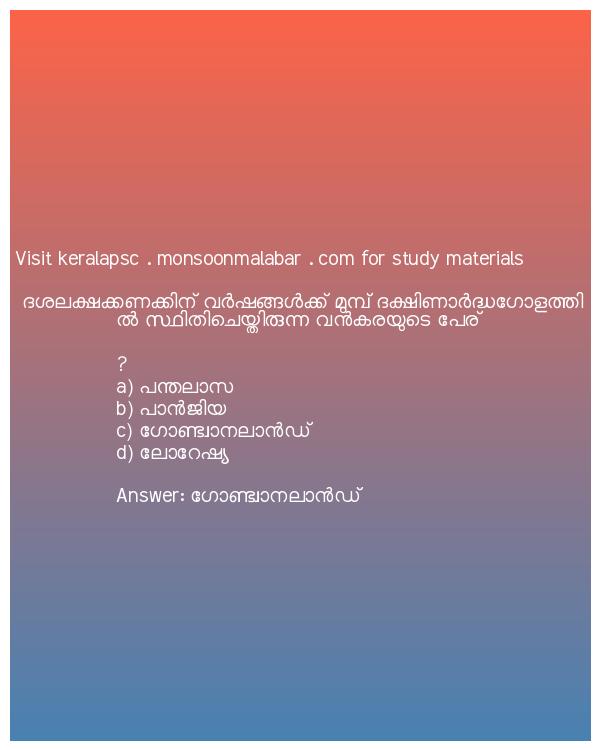 Visit keralapsc . monsoonmalabar . com for study materials
ദശലക്ഷക്കണക്കിന് വർഷങ്ങൾക്ക് മുമ്പ് ദക്ഷിണാർദ്ധഗോളത്തി
ൽ സ്ഥിതിചെയ്തിരുന്ന വൻകരയുടെ പേര്
?
a) പന്തലാസ
b) പാൻജിയ
c) ഗോണ്ട്വാനലാൻഡ്
d) ലോറേഷ്യ
Answer: ഗോണ്ട്വാനലാൻഡ്